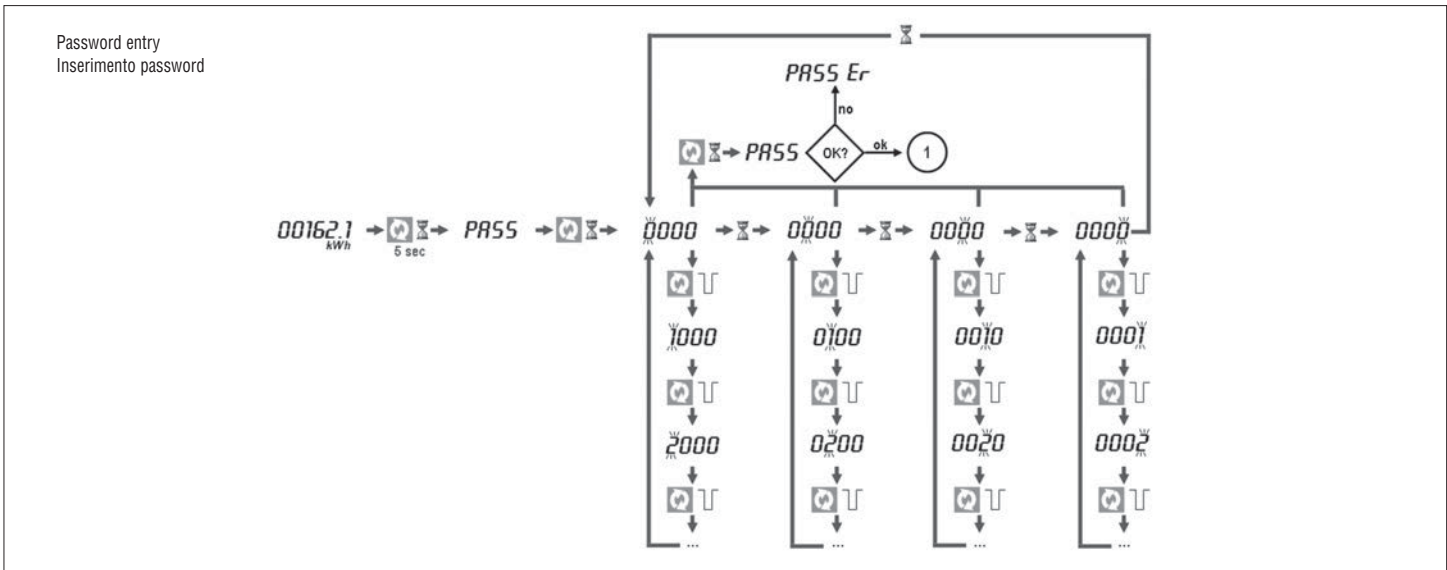 Password entry
Inserimento password
PASS Er
no
PASS
OK?
ok
1
00162.1
kWh
5 sec
PASS
0000
0000
0000
0000
1000
0100
0010
0001
2000
0200
0020
0002
...
...
...
...